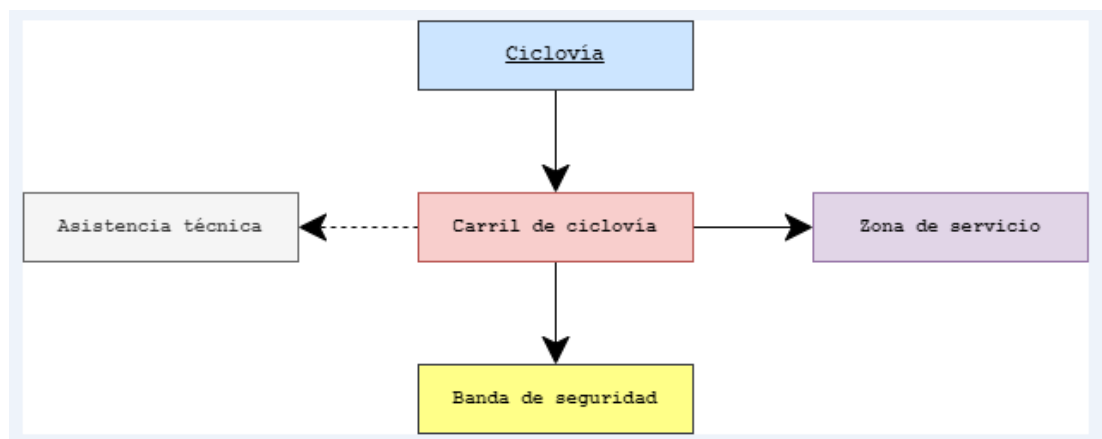 Ciclovía
Asistencia técnica
Carril de ciclovía
Zona de servicio
Banda de seguridad